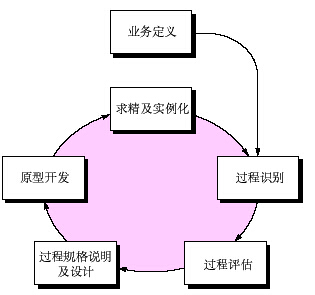 业务定义
求精及实例化
原型开发
过程识别
过程规格说明
及设计
过程评估